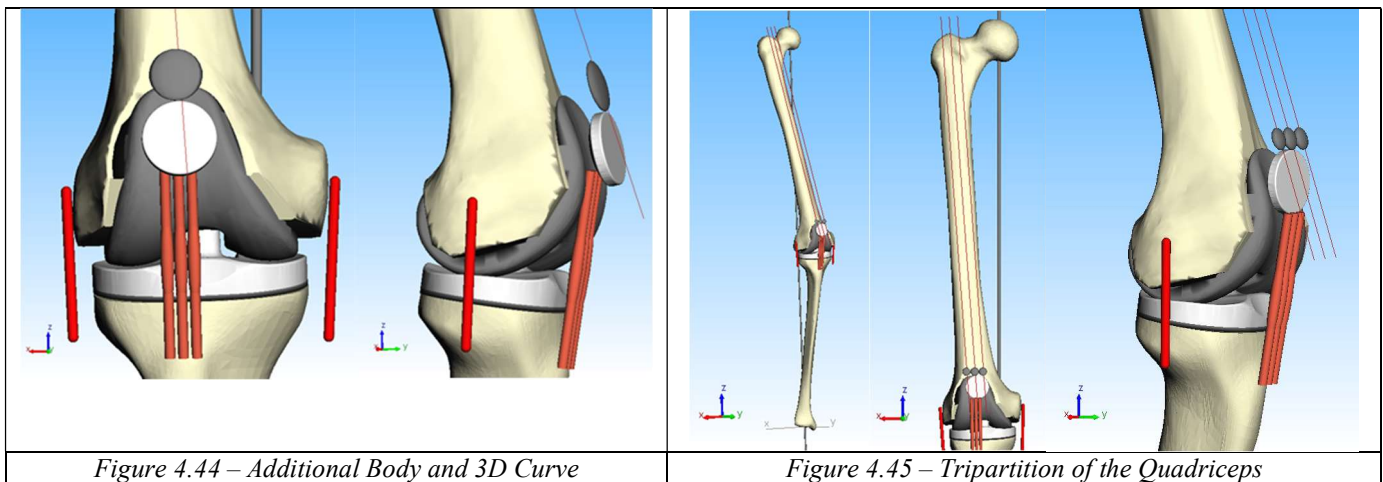 z
x
y
z
x
y
z
x
y
x
Y
z
x
y
z
x
y
Figure 4.44 – Additional Body and 3D Curve
Figure 4.45 – Tripartition of the Quadriceps